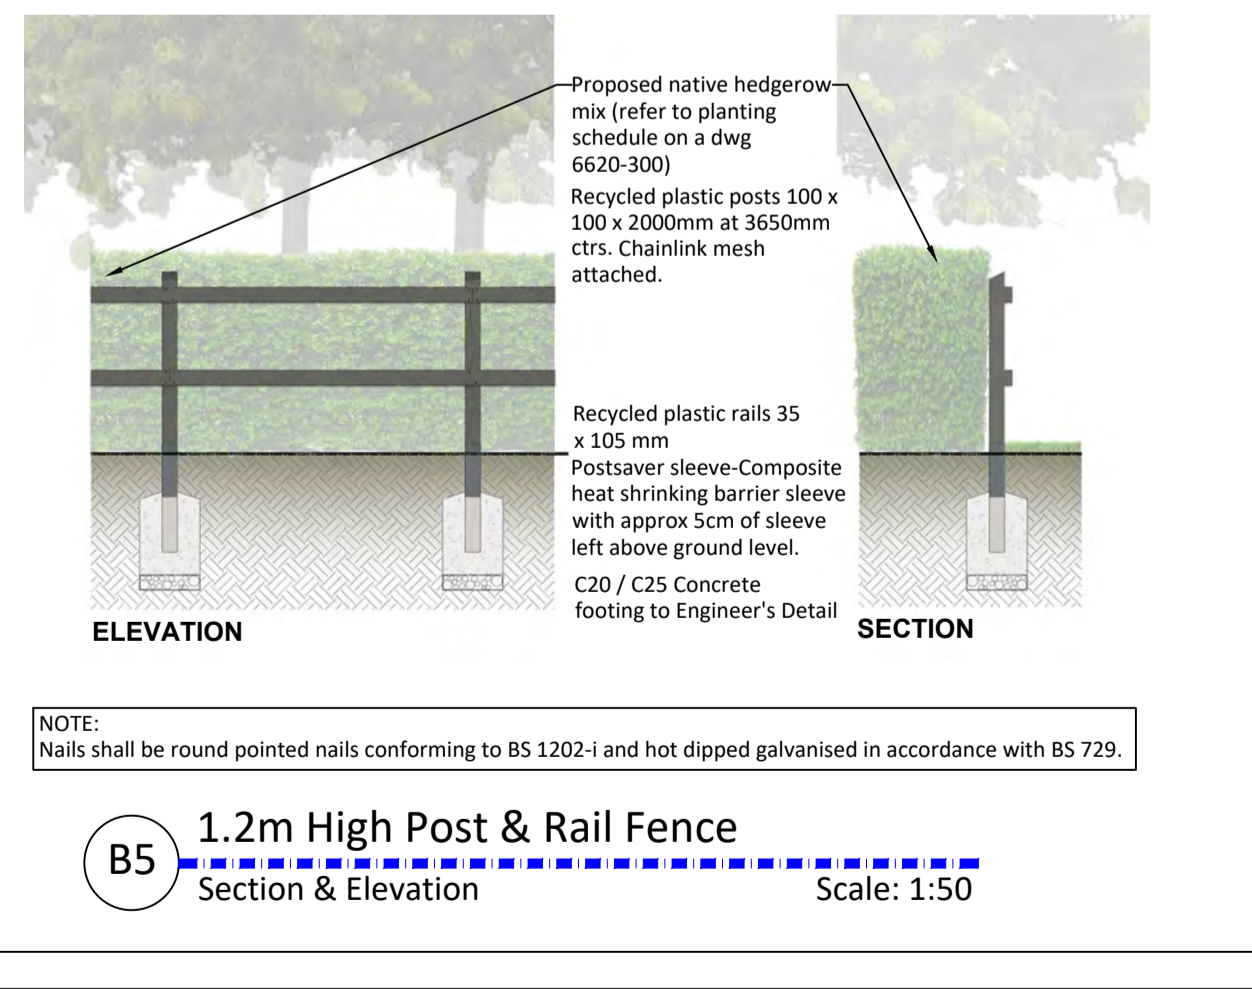 Proposed native hedgerow
mix (refer to planting
schedule on a dwg
6620-300)
Recycled plastic posts 100 x
100 x 2000mm at 3650mm
ctrs. Chainlink mesh
attached.
Recycled plastic rails 35
x 105 mm
Postsaver sleeve-Composite
heat shrinking barrier sleeve
with approx 5cm of sleeve
left above ground level.
C20 / C25 Concrete
footing to Engineer's Detail
ELEVATION
SECTION
NOTE:
Nails shall be round pointed nails conforming to BS 1202-i and hot dipped galvanised in accordance with BS 729.
B5
1.2m High Post & Rail Fence
Section & Elevation
Scale: 1:50